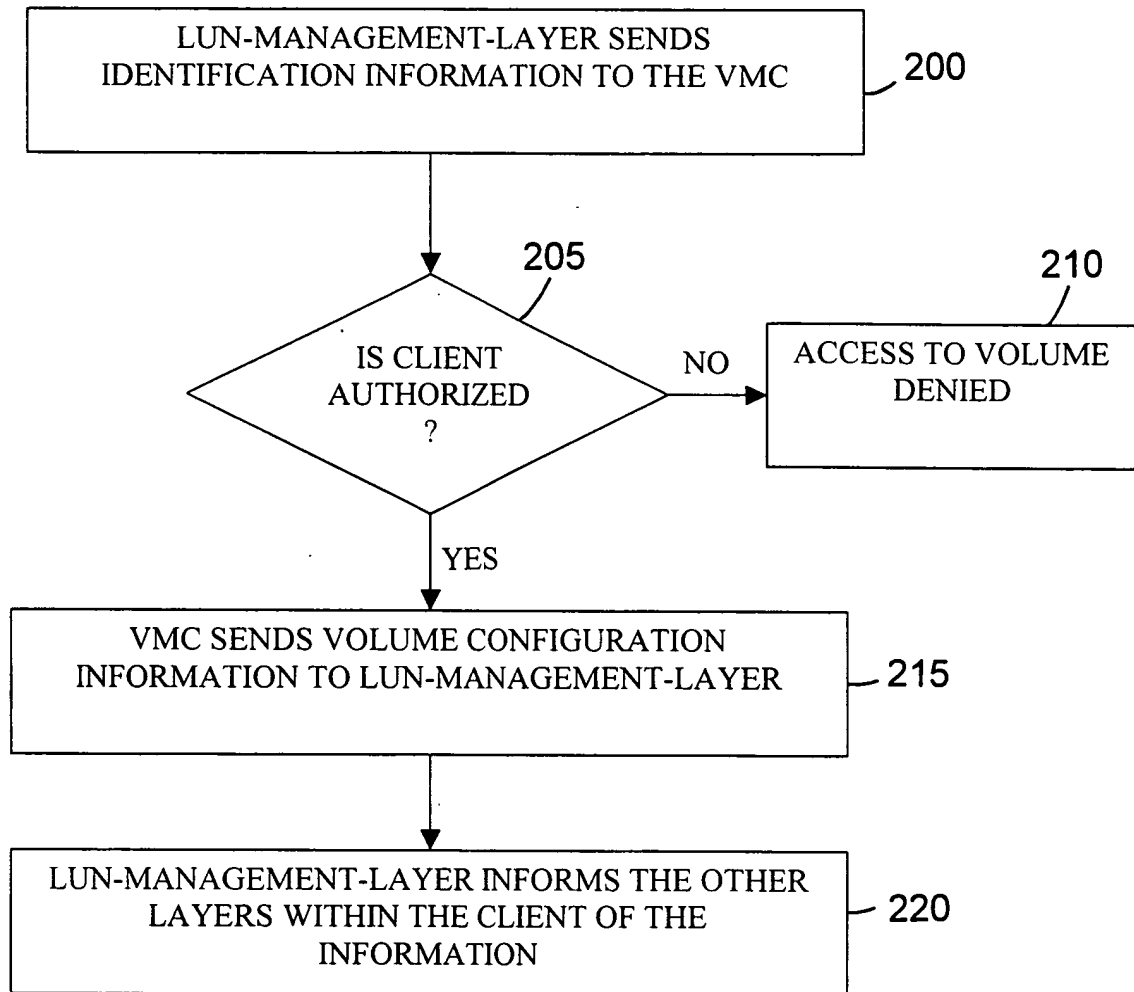 LUN-MANAGEMENT-LAYER SENDS
IDENTIFICATION INFORMATION TO THE VMC
200
205
IS CLIENT
AUTHORIZED
?
NO
210
ACCESS TO VOLUME
DENIED
YES
VMC SENDS VOLUME CONFIGURATION
INFORMATION TO LUN-MANAGEMENT-LAYER
215
LUN-MANAGEMENT-LAYER INFORMS THE OTHER
LAYERS WITHIN THE CLIENT OF THE
INFORMATION
220